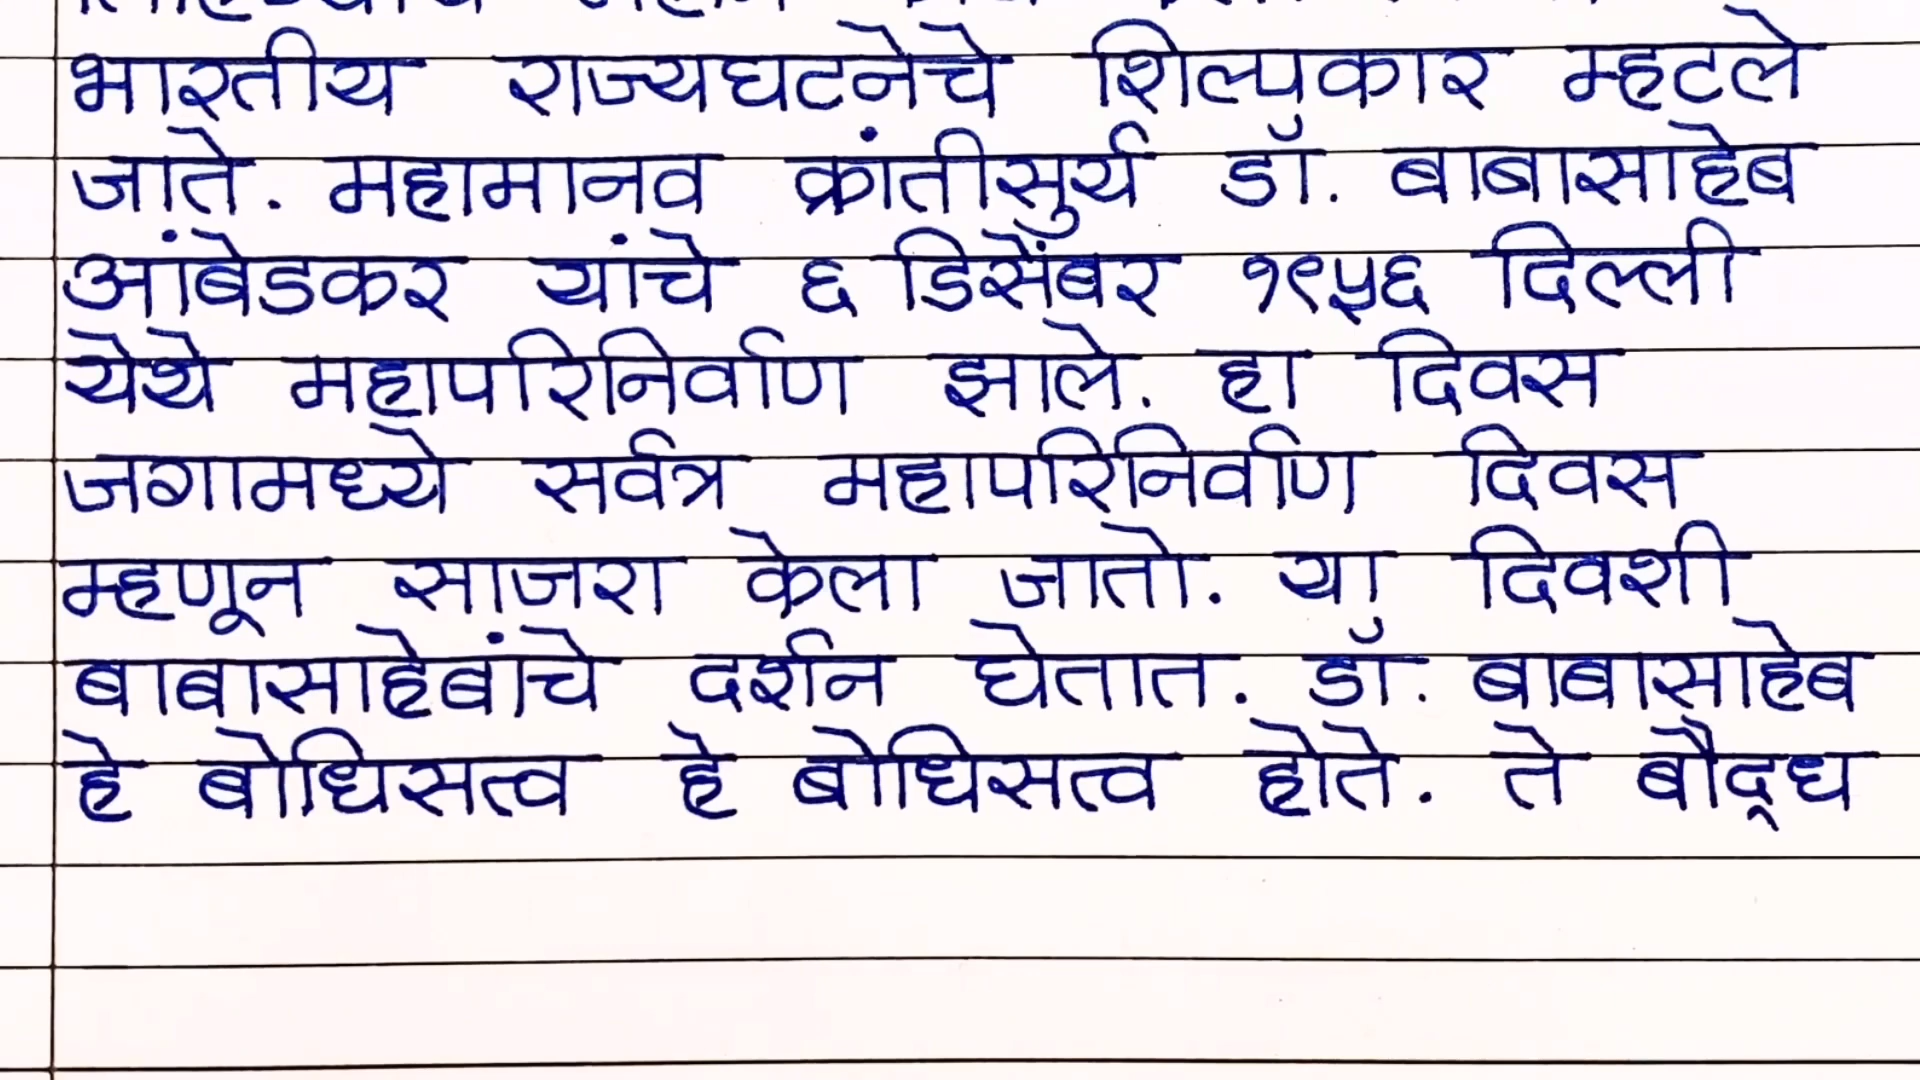 भारतीय राज्यघटनेचे शिल्पकार म्हटले
जाते. महामानव क्रांतीसुर्य डॉ. बाबासाहेब
आंबेडकर यांचे ६ डिसेंबर १९५६ दिल्ली
येथे महापरिनिर्वाण झाले. हा दिवस
जगामध्ये सर्वत्र महापरिनिर्वाण दिवस
म्हणून साजरा केला जातो. या दिवशी
बाबासाहेबांचे दर्शन घेतात. डॉ. बाबासाहेब
हे बोधिसत्व हे बोधिसत्व होते. ते बौद्ध